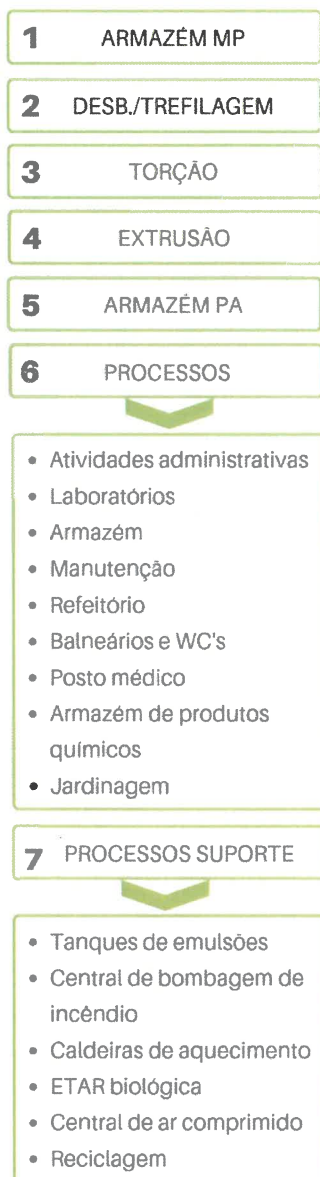 1 ARMAZÉM MP
2 DESB./TREFILAGEM
3 TORÇÃO
4 EXTRUSÃO
5 ARMAZÉM PA
6 PROCESSOS
• Atividades administrativas
• Laboratórios
• Armazém
• Manutenção
• Refeitório
• Balneários e WC's
• Posto médico
• Armazém de produtos
químicos
• Jardinagem
7 PROCESSOS SUPORTE
• Tanques de emulsões
• Central de bombagem de
incêndio
• Caldeiras de aquecimento
• ETAR biológica
• Central de ar comprimido
• Reciclagem